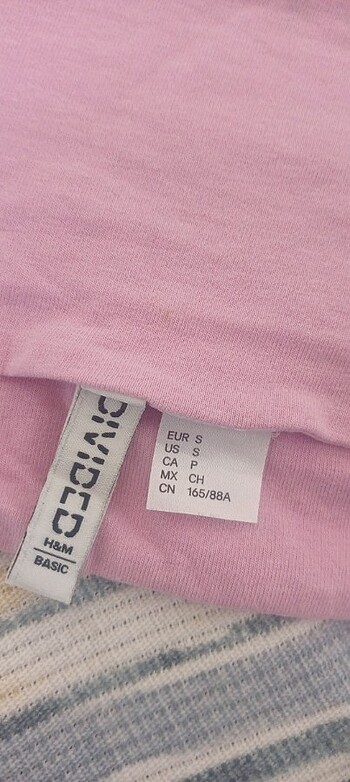 DIVIDED
H&M
BASIC
EUR S
US S
CA P
MX CH
CN 165/88A